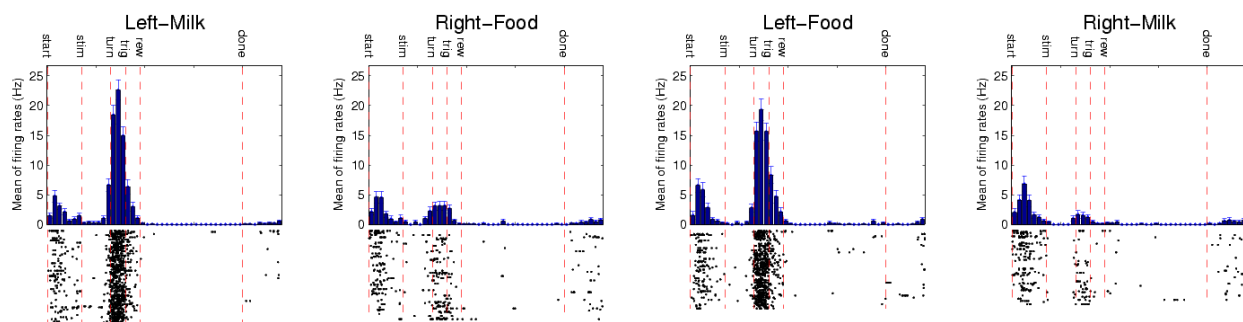 Left−Milk
start
stim
turn
trig
rew
done
Mean of firing rates (Hz)
25
20
15
10
5
0
Right−Food
start
stim
turn
trig
rew
done
Mean of firing rates (Hz)
25
20
15
10
5
0
Left−Food
start
stim
turn
trig
rew
done
Mean of firing rates (Hz)
25
20
15
10
5
0
Right−Milk
start
stim
turn
trig
rew
done
Mean of firing rates (Hz)
25
20
15
10
5
0